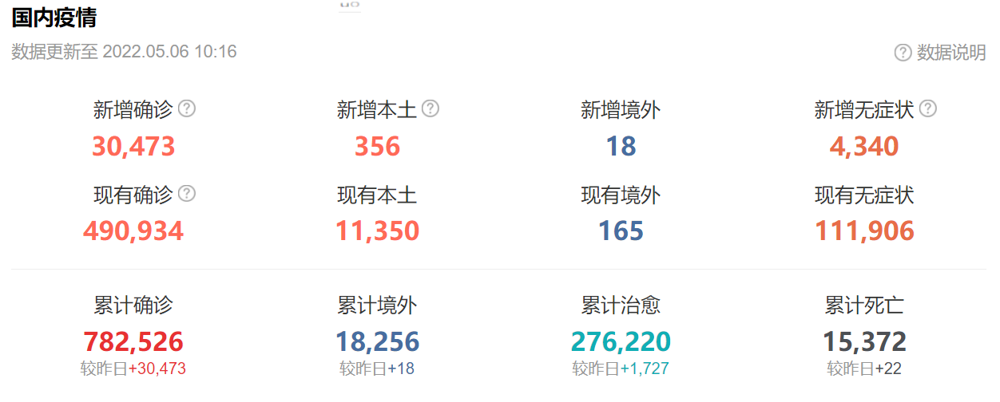 国内疫情
数据更新至 2022.05.06 10:16
? 数据说明
新增确诊 ? 新增本土 ? 新增境外 新增无症状 ?
30,473 356 18 4,340
现有确诊 ? 现有本土 现有境外 现有无症状
490,934 11,350 165 111,906
累计确诊 累计境外 累计治愈 累计死亡
782,526 18,256 276,220 15,372
较昨日+30,473 较昨日+18 较昨日+1,727 较昨日+22